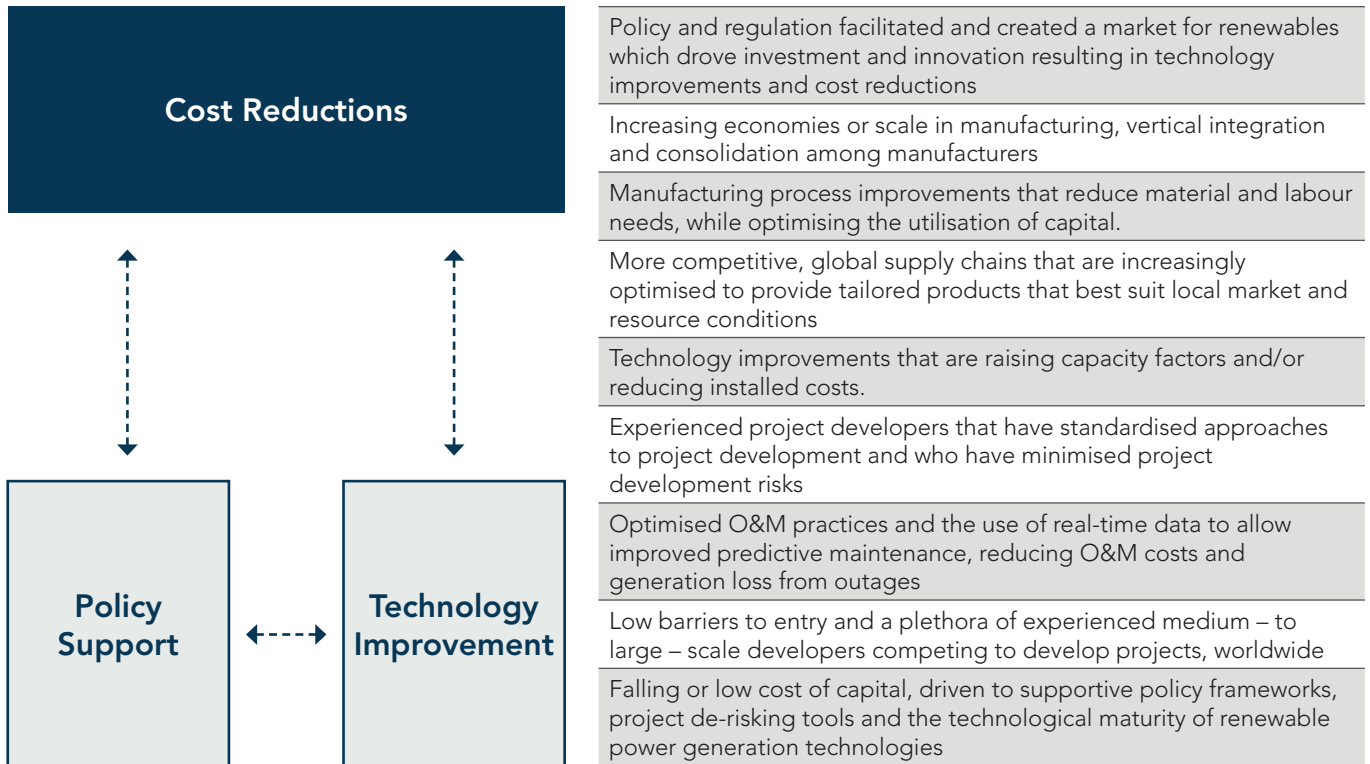 Cost Reductions
Policy
Support
Technology
Improvement
Policy and regulation facilitated and created a market for renewables
which drove investment and innovation resulting in technology
improvements and cost reductions
Increasing economies or scale in manufacturing, vertical integration
and consolidation among manufacturers
Manufacturing process improvements that reduce material and labour
needs, while optimising the utilisation of capital.
More competitive, global supply chains that are increasingly
optimised to provide tailored products that best suit local market and
resource conditions
Technology improvements that are raising capacity factors and/or
reducing installed costs.
Experienced project developers that have standardised approaches
to project development and who have minimised project
development risks
Optimised O&M practices and the use of real-time data to allow
improved predictive maintenance, reducing O&M costs and
generation loss from outages
Low barriers to entry and a plethora of experienced medium – to
large – scale developers competing to develop projects, worldwide
Falling or low cost of capital, driven to supportive policy frameworks,
project de-risking tools and the technological maturity of renewable
power generation technologies